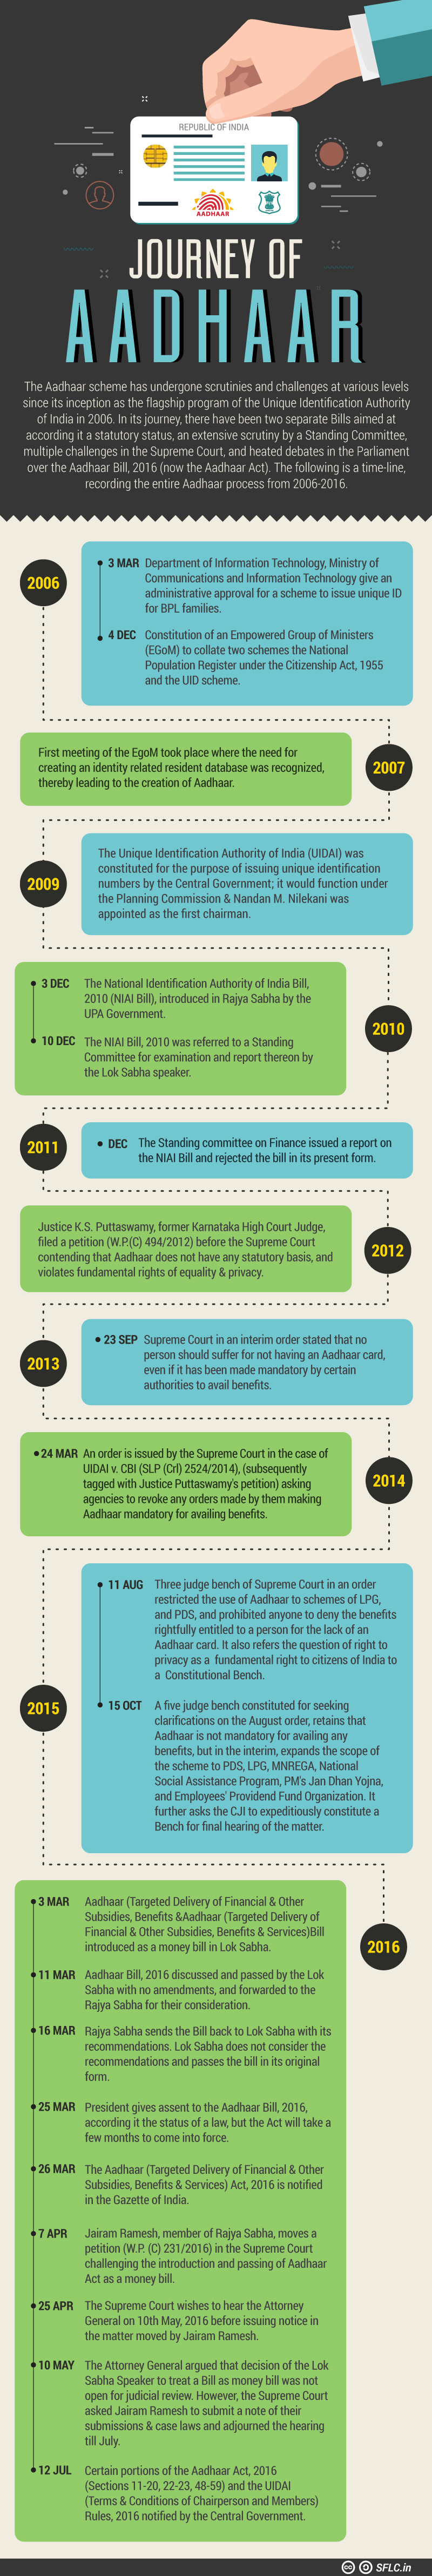 REPUBLIC OF INDIA
AADHAAR
JOURNEY OF
AADHAAR
The Aadhaar scheme has undergone scrutinies and challenges at various levels
since its inception as the flagship program of the Unique Identification Authority
of India in 2006. In its journey, there have been two separate Bills aimed at
according it a statutory status, an extensive scrutiny by a Standing Committee,
multiple challenges in the Supreme Court, and heated debates in the Parliament
over the Aadhaar Bill, 2016 (now the Aadhaar Act). The following is a time-line,
recording the entire Aadhaar process from 2006-2016.
2006
3 MAR Department of Information Technology, Ministry of
Communications and Information Technology give an
administrative approval for a scheme to issue unique ID
for BPL families.
4 DEC Constitution of an Empowered Group of Ministers
(EGoM) to collate two schemes the National
Population Register under the Citizenship Act, 1955
and the UID scheme.
2007
First meeting of the EgoM took place where the need for
creating an identity related resident database was recognized,
thereby leading to the creation of Aadhaar.
2009
The Unique Identification Authority of India (UIDAI) was
constituted for the purpose of issuing unique identification
numbers by the Central Government; it would function under
the Planning Commission & Nandan M. Nilekani was
appointed as the first chairman.
2010
3 DEC The National Identification Authority of India Bill,
2010 (NIAI Bill), introduced in Rajya Sabha by the
UPA Government.
10 DEC The NIAI Bill, 2010 was referred to a Standing
Committee for examination and report thereon by
the Lok Sabha speaker.
2011
DEC The Standing committee on Finance issued a report on
the NIAI Bill and rejected the bill in its present form.
2012
Justice K.S. Puttaswamy, former Karnataka High Court Judge,
filed a petition (W.P.(C) 494/2012) before the Supreme Court
contending that Aadhaar does not have any statutory basis, and
violates fundamental rights of equality & privacy.
2013
23 SEP Supreme Court in an interim order stated that no
person should suffer for not having an Aadhaar card,
even if it has been made mandatory by certain
authorities to avail benefits.
2014
24 MAR An order is issued by the Supreme Court in the case of
UIDAI v. CBI (SLP (Crl) 2524/2014), (subsequently
tagged with Justice Puttaswamy's petition) asking
agencies to revoke any orders made by them making
Aadhaar mandatory for availing benefits.
2015
11 AUG Three judge bench of Supreme Court in an order
restricted the use of Aadhaar to schemes of LPG,
and PDS, and prohibited anyone to deny the benefits
rightfully entitled to a person for the lack of an
Aadhaar card. It also refers the question of right to
privacy as a fundamental right to citizens of India to
a Constitutional Bench.
15 OCT A five judge bench constituted for seeking
clarifications on the August order, retains that
Aadhaar is not mandatory for availing any
benefits, but in the interim, expands the scope of
the scheme to PDS, LPG, MNREGA, National
Social Assistance Program, PM's Jan Dhan Yojna,
and Employees' Providend Fund Organization. It
further asks the CJI to expeditiously constitute a
Bench for final hearing of the matter.
2016
3 MAR Aadhaar (Targeted Delivery of Financial & Other
Subsidies, Benefits &Aadhaar (Targeted Delivery of
Financial & Other Subsidies, Benefits & Services)Bill
introduced as a money bill in Lok Sabha.
11 MAR Aadhaar Bill, 2016 discussed and passed by the Lok
Sabha with no amendments, and forwarded to the
Rajya Sabha for their consideration.
16 MAR Rajya Sabha sends the Bill back to Lok Sabha with its
recommendations. Lok Sabha does not consider the
recommendations and passes the bill in its original
form.
25 MAR President gives assent to the Aadhaar Bill, 2016,
according it the status of a law, but the Act will take a
few months to come into force.
26 MAR The Aadhaar (Targeted Delivery of Financial & Other
Subsidies, Benefits & Services) Act, 2016 is notified
in the Gazette of India.
7 APR Jairam Ramesh, member of Rajya Sabha, moves a
petition (W.P. (C) 231/2016) in the Supreme Court
challenging the introduction and passing of Aadhaar
Act as a money bill.
25 APR The Supreme Court wishes to hear the Attorney
General on 10th May, 2016 before issuing notice in
the matter moved by Jairam Ramesh.
10 MAY The Attorney General argued that decision of the Lok
Sabha Speaker to treat a Bill as money bill was not
open for judicial review. However, the Supreme Court
asked Jairam Ramesh to submit a note of their
submissions & case laws and adjourned the hearing
till July.
12 JUL Certain portions of the Aadhaar Act, 2016
(Sections 11-20, 22-23, 48-59) and the UIDAI
(Terms & Conditions of Chairperson and Members)
Rules, 2016 notified by the Central Government.
SFLC.in